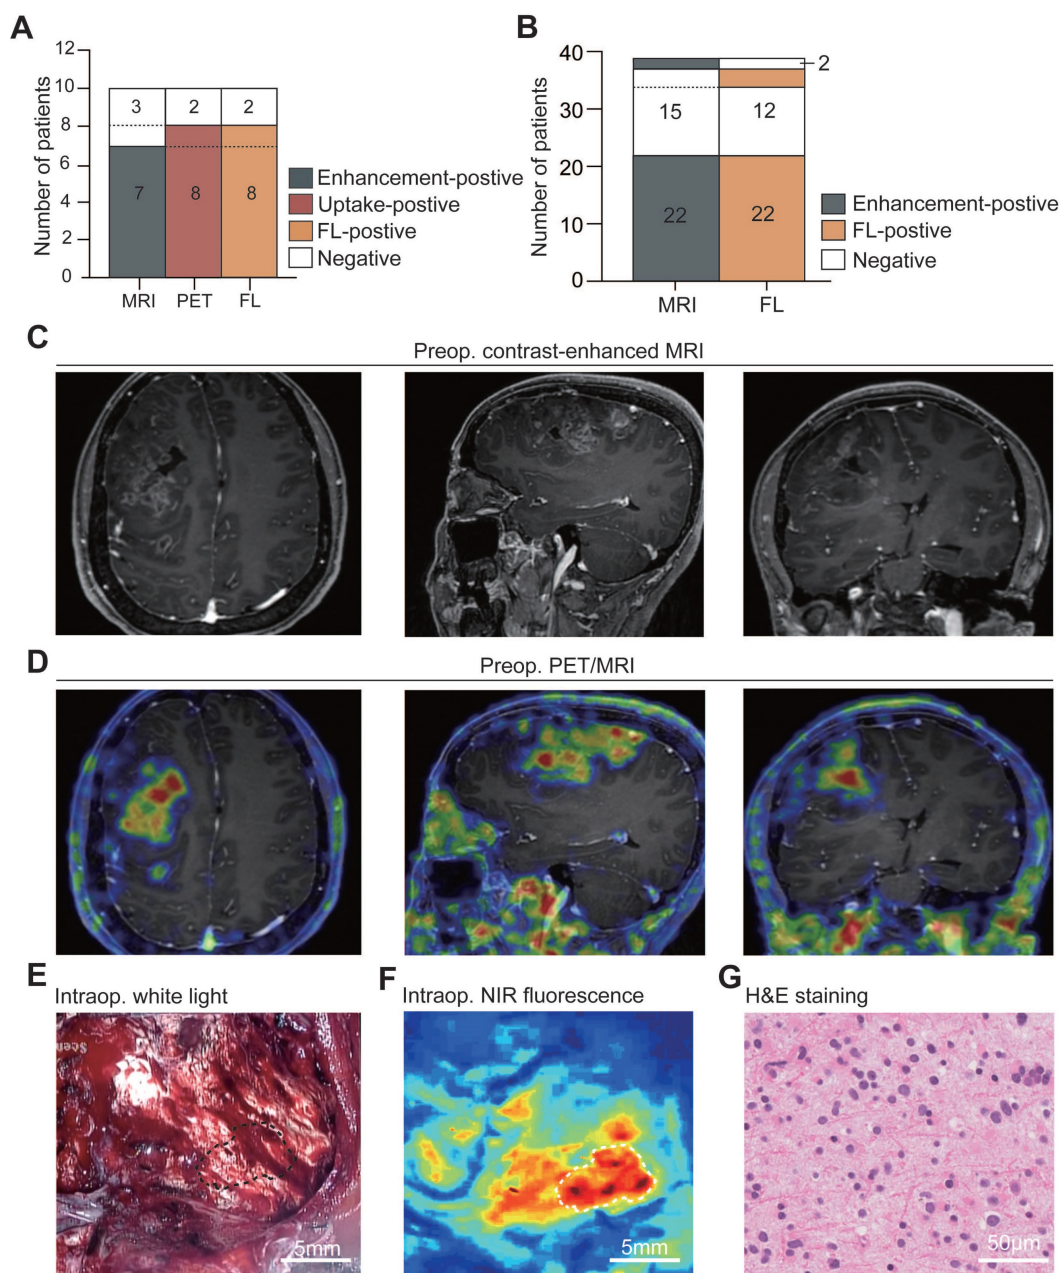 A
Number of patients
12
10
8
6
4
2
0
3
2
2
7
8
8
MRI
PET
FL
Enhancement-postive
Uptake-postive
FL-postive
Negative
B
Number of patients
40
30
20
10
0
2
15
12
22
22
MRI
FL
Enhancement-postive
FL-postive
Negative
C
Preop. contrast-enhanced MRI
D
Preop. PET/MRI
E
Intraop. white light
5mm
F
Intraop. NIR fluorescence
5mm
G
H&E staining
50µm